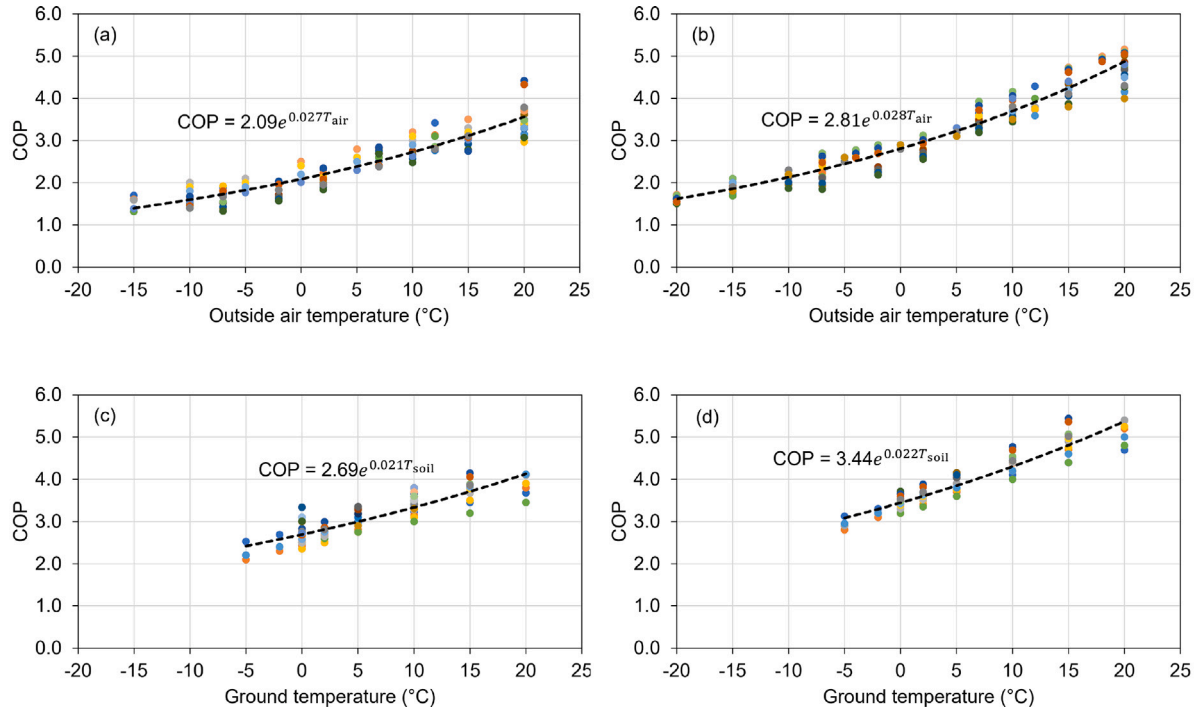 (a)
COP = 2.09e^0.027T_air
COP
6.0
5.0
4.0
3.0
2.0
1.0
0.0
-20 -15 -10 -5 0 5 10 15 20 25
Outside air temperature (°C)
(b)
COP = 2.81e^0.028T_air
COP
6.0
5.0
4.0
3.0
2.0
1.0
0.0
-20 -15 -10 -5 0 5 10 15 20 25
Outside air temperature (°C)
(c)
COP = 2.69e^0.021T_soil
COP
6.0
5.0
4.0
3.0
2.0
1.0
0.0
-20 -15 -10 -5 0 5 10 15 20 25
Ground temperature (°C)
(d)
COP = 3.44e^0.022T_soil
COP
6.0
5.0
4.0
3.0
2.0
1.0
0.0
-20 -15 -10 -5 0 5 10 15 20 25
Ground temperature (°C)